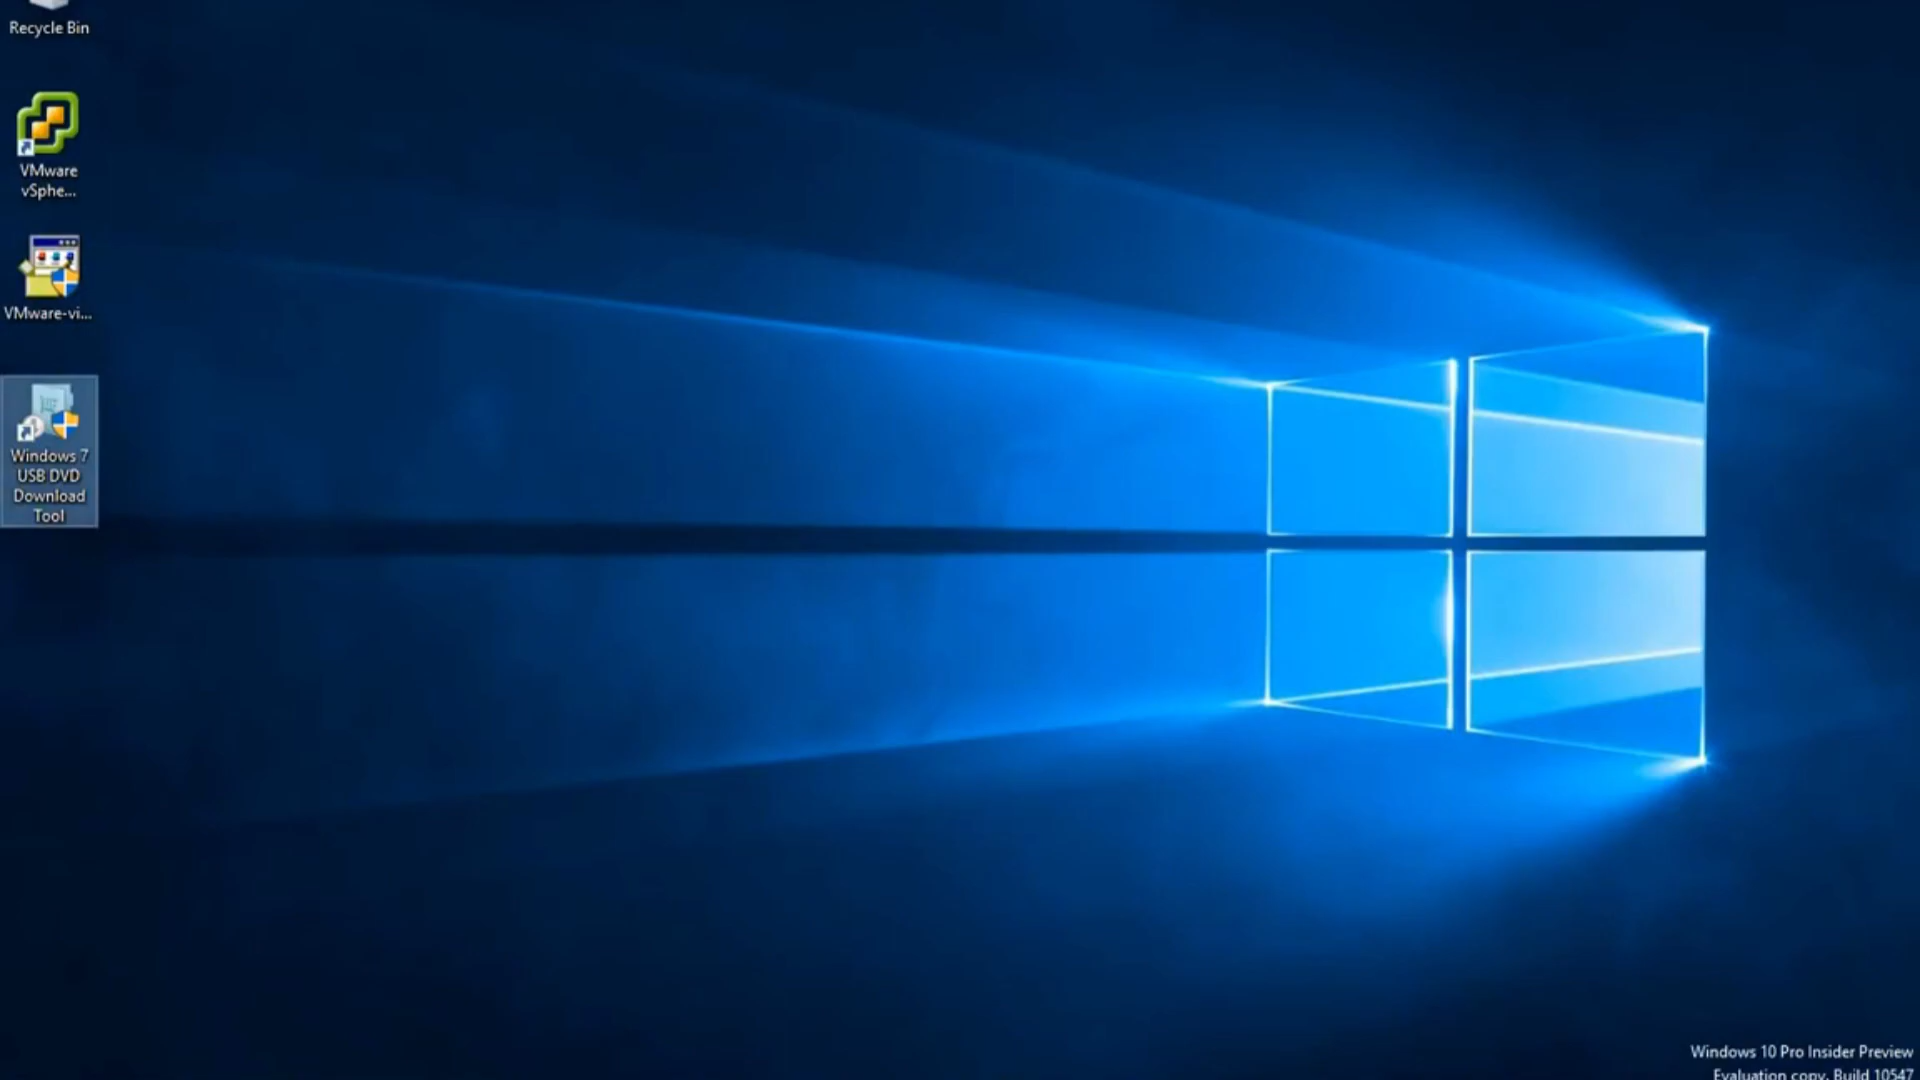 Recycle Bin
VMware
vSphe...
VMware-vi...
Windows 7
USB DVD
Download
Tool
Windows 10 Pro Insider Preview
Evaluation copy. Build 10547